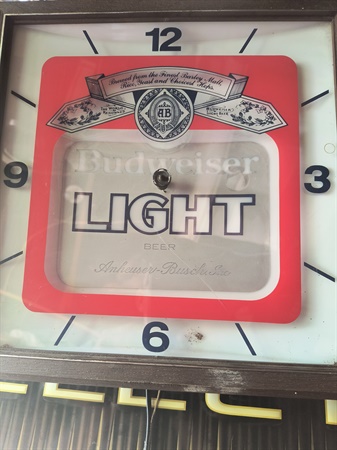 12
Brewed from the Finest Barley Malt,
Rice, Yeast and Choicest Hops.
AB
Budweiser
9
3
LIGHT
BEER
Anheuser-Busch, Inc.
6